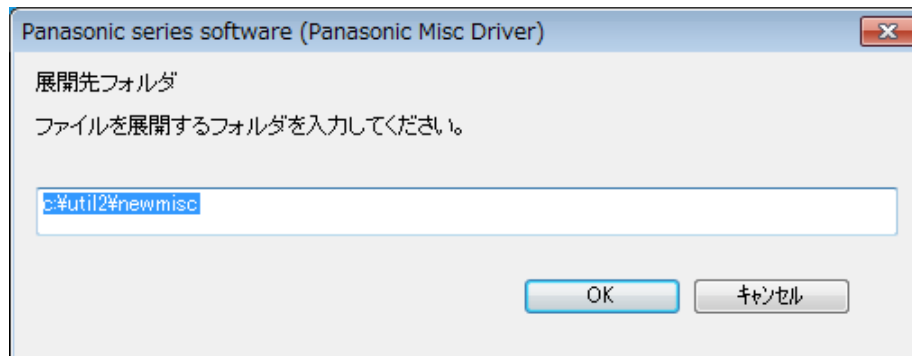 Panasonic series software (Panasonic Misc Driver)
展開先フォルダ
ファイルを展開するフォルダを入力してください。
c:¥util2¥newmisc
OK
キャンセル